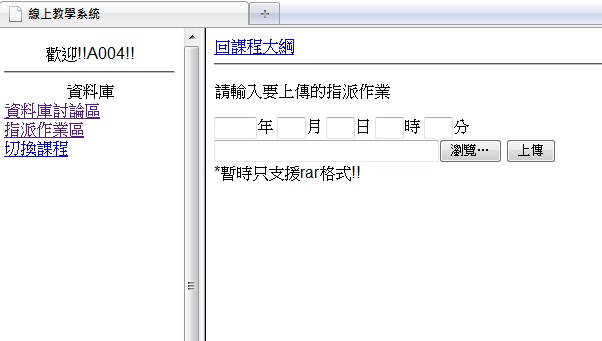 線上教學系統
歡迎!!A004!!
資料庫
資料庫討論區
指派作業區
切換課程
回課程大綱
請輸入要上傳的指派作業
年 月 日 時 分
瀏覽… 上傳
*暫時只支援rar格式!!